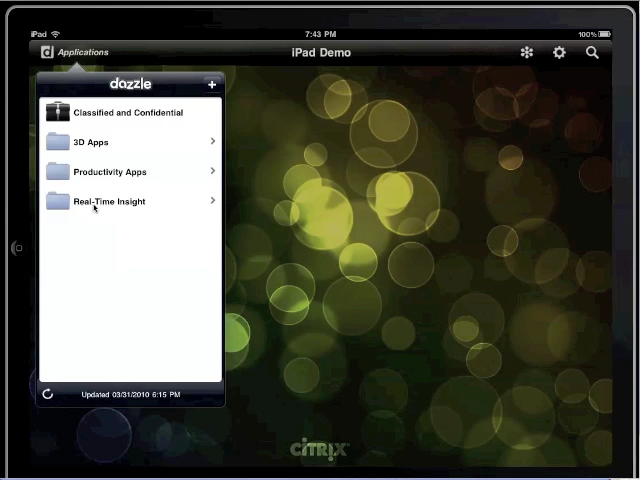 iPad 7:43 PM 100%
d Applications iPad Demo
dazzle +
Classified and Confidential
3D Apps
Productivity Apps
Real-Time Insight
Updated 03/31/2010 6:15 PM
CITRIX